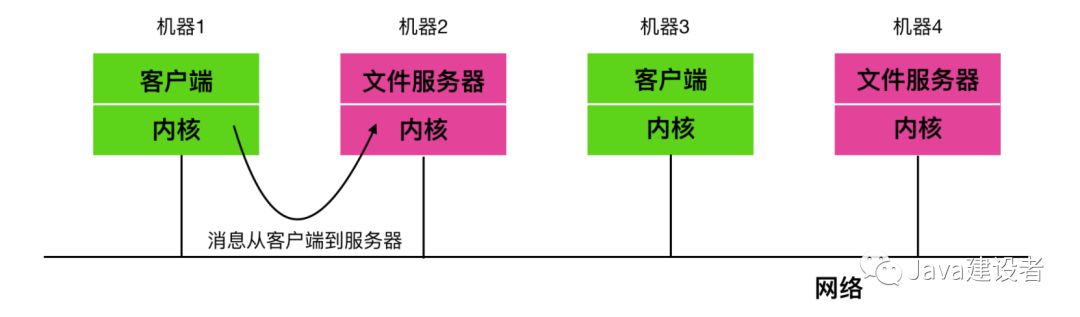 机器1 机器2 机器3 机器4
客户端 文件服务器 客户端 文件服务器
内核 内核 内核 内核
消息从客户端到服务器
网络
Java建设者